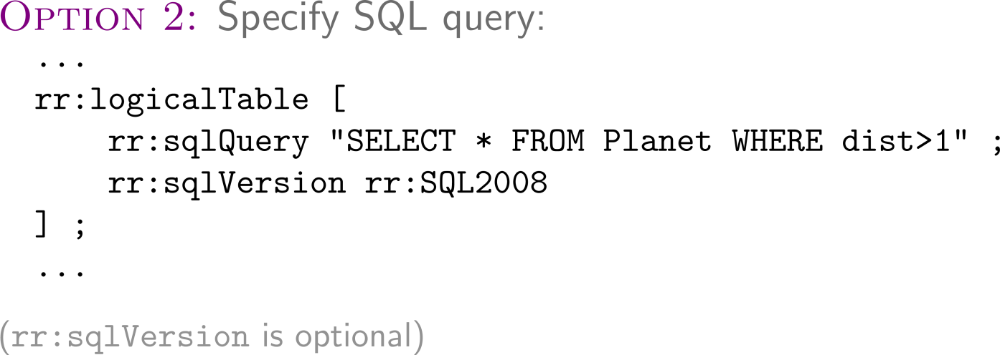 OPTION 2: Specify SQL query:
...
rr:logicalTable [
rr:sqlQuery "SELECT * FROM Planet WHERE dist>1" ;
rr:sqlVersion rr:SQL2008
] ;
...
(rr:sqlVersion is optional)